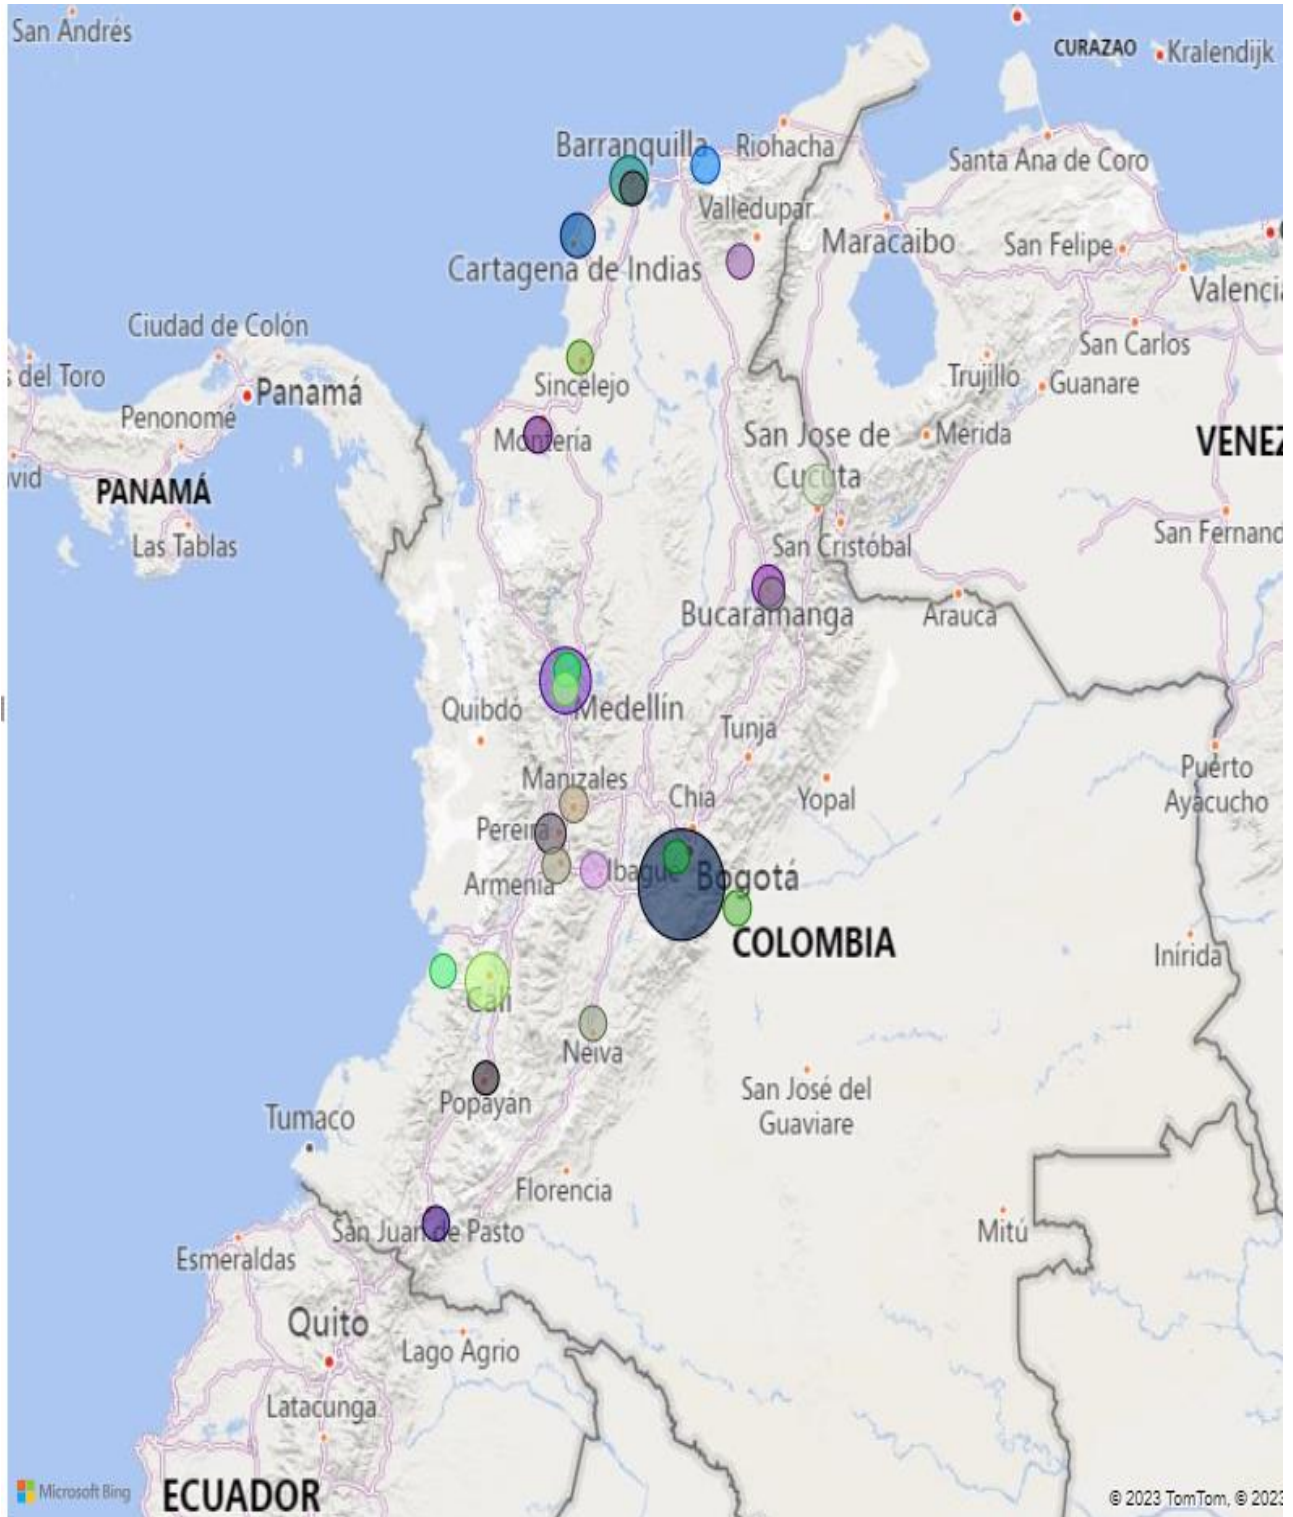 San Andrés
CURAZAO
Kralendijk
Barranquilla
Riohacha
Santa Ana de Coro
Valledupar
Maracaibo
San Felipe
Cartagena de Indias
Valencia
Ciudad de Colón
San Carlos
s del Toro
Panamá
Sincelejo
Trujillo
Guanare
Penonomé
Montería
San Jose de
Cucuta
Mérida
VENEZ
vid
PANAMÁ
Las Tablas
San Cristóbal
San Fernand
Bucaramanga
Arauca
Quibdó
Medellín
Tunja
Manizales
Chia
Yopal
Puerto
Ayacucho
Pereira
Armenia
Ibagué
Bogotá
COLOMBIA
Inírida
Cali
Neiva
San José del
Guaviare
Popayán
Tumaco
Florencia
San Juan de Pasto
Mitú
Esmeraldas
Quito
Lago Agrio
Latacunga
Microsoft Bing
ECUADOR
© 2023 TomTom, © 2023